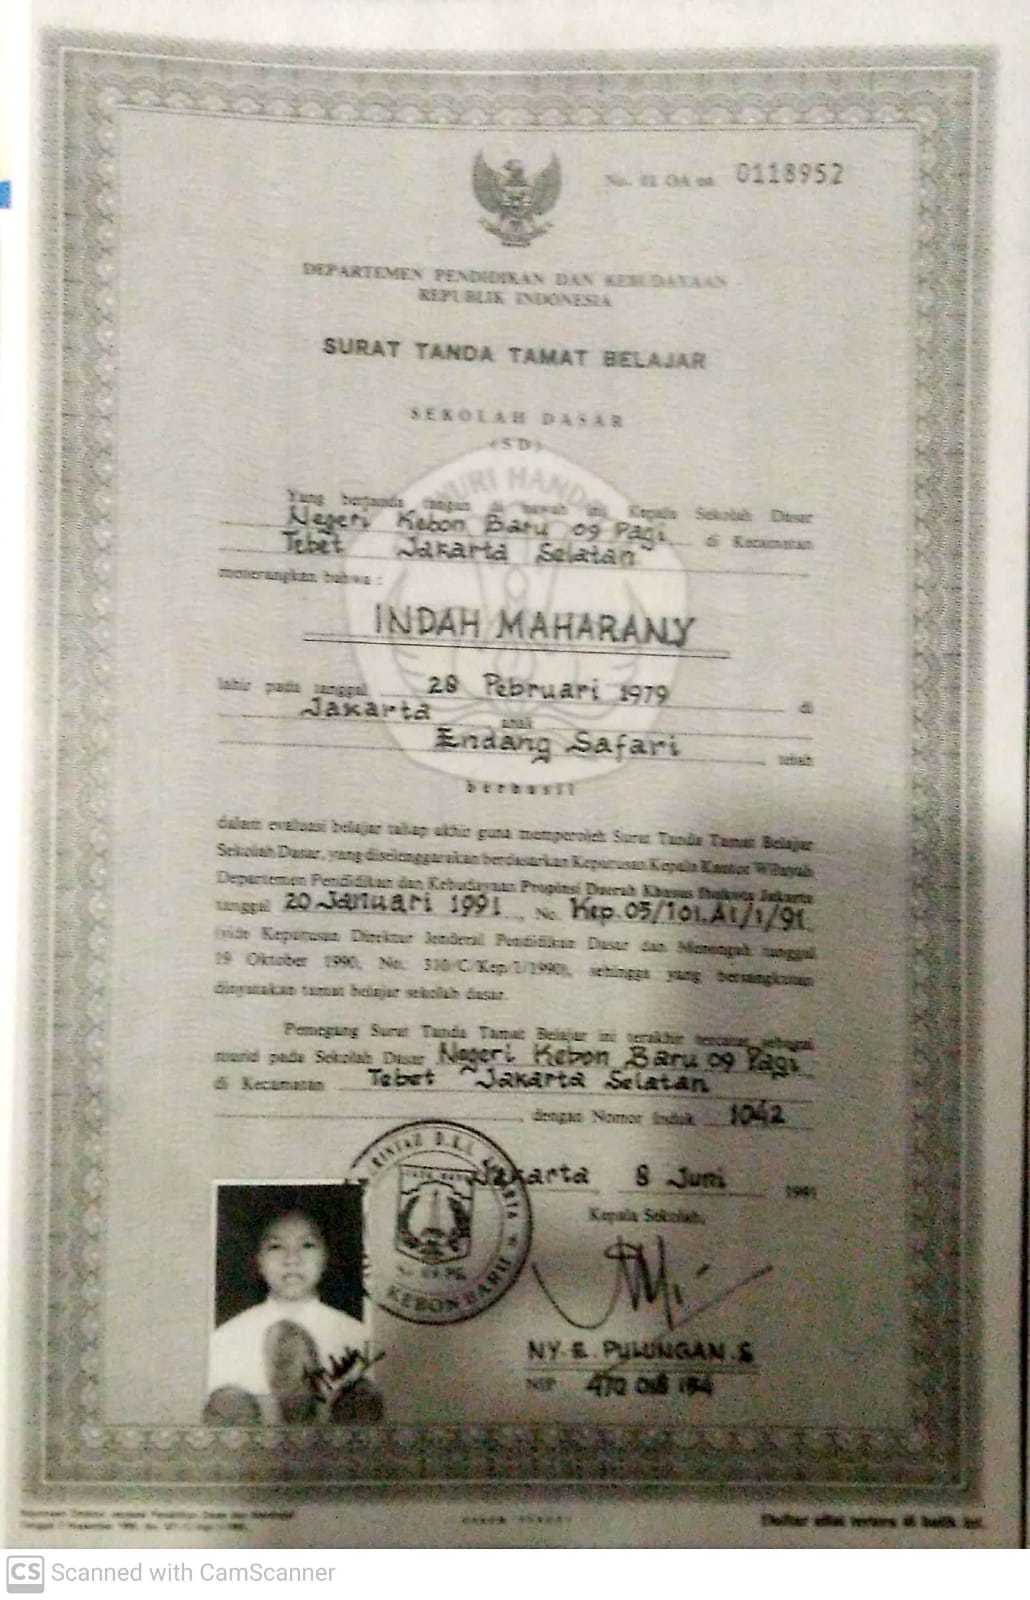 No. 01 OA oa 0118952
DEPARTEMEN PENDIDIKAN DAN KEBUDAYAAN
REPUBLIK INDONESIA
SURAT TANDA TAMAT BELAJAR
SEKOLAH DASAR
(SD)
TUT WURI HANDAYANI
Yang bertanda tangan di bawah ini, Kepala Sekolah Dasar
Negeri Kebon Baru 09 Pagi di Kecamatan
Tebet Jakarta Selatan
menerangkan bahwa :
INDAH MAHARANY
lahir pada tanggal 28 Pebruari 1979 di
Jakarta anak
Endang Safari telah
berhasil
dalam evaluasi belajar tahap akhir guna memperoleh Surat Tanda Tamat Belajar
Sekolah Dasar, yang diselenggarakan berdasarkan Keputusan Kepala Kantor Wilayah
Departemen Pendidikan dan Kebudayaan Propinsi Daerah Khusus Ibukota Jakarta
tanggal 20 Januari 1991, No. Kep.05/101.A1/1/91.
(vide Keputusan Direktur Jenderal Pendidikan Dasar dan Menengah tanggal
19 Oktober 1990, No. 310/C/Kep/I/1990), sehingga yang bersangkutan
dinyatakan tamat belajar sekolah dasar.
Pemegang Surat Tanda Tamat Belajar ini terakhir tercatat sebagai
murid pada Sekolah Dasar Negeri Kebon Baru 09 Pagi
di Kecamatan Tebet Jakarta Selatan
, dengan Nomor Induk 1042
Jakarta 8 Juni 1991
Kepala Sekolah,
KEBON BARU
NY. E. PULUNGAN. S
NIP 470 018 154
Daftar nilai tertera di balik ini.
CS Scanned with CamScanner